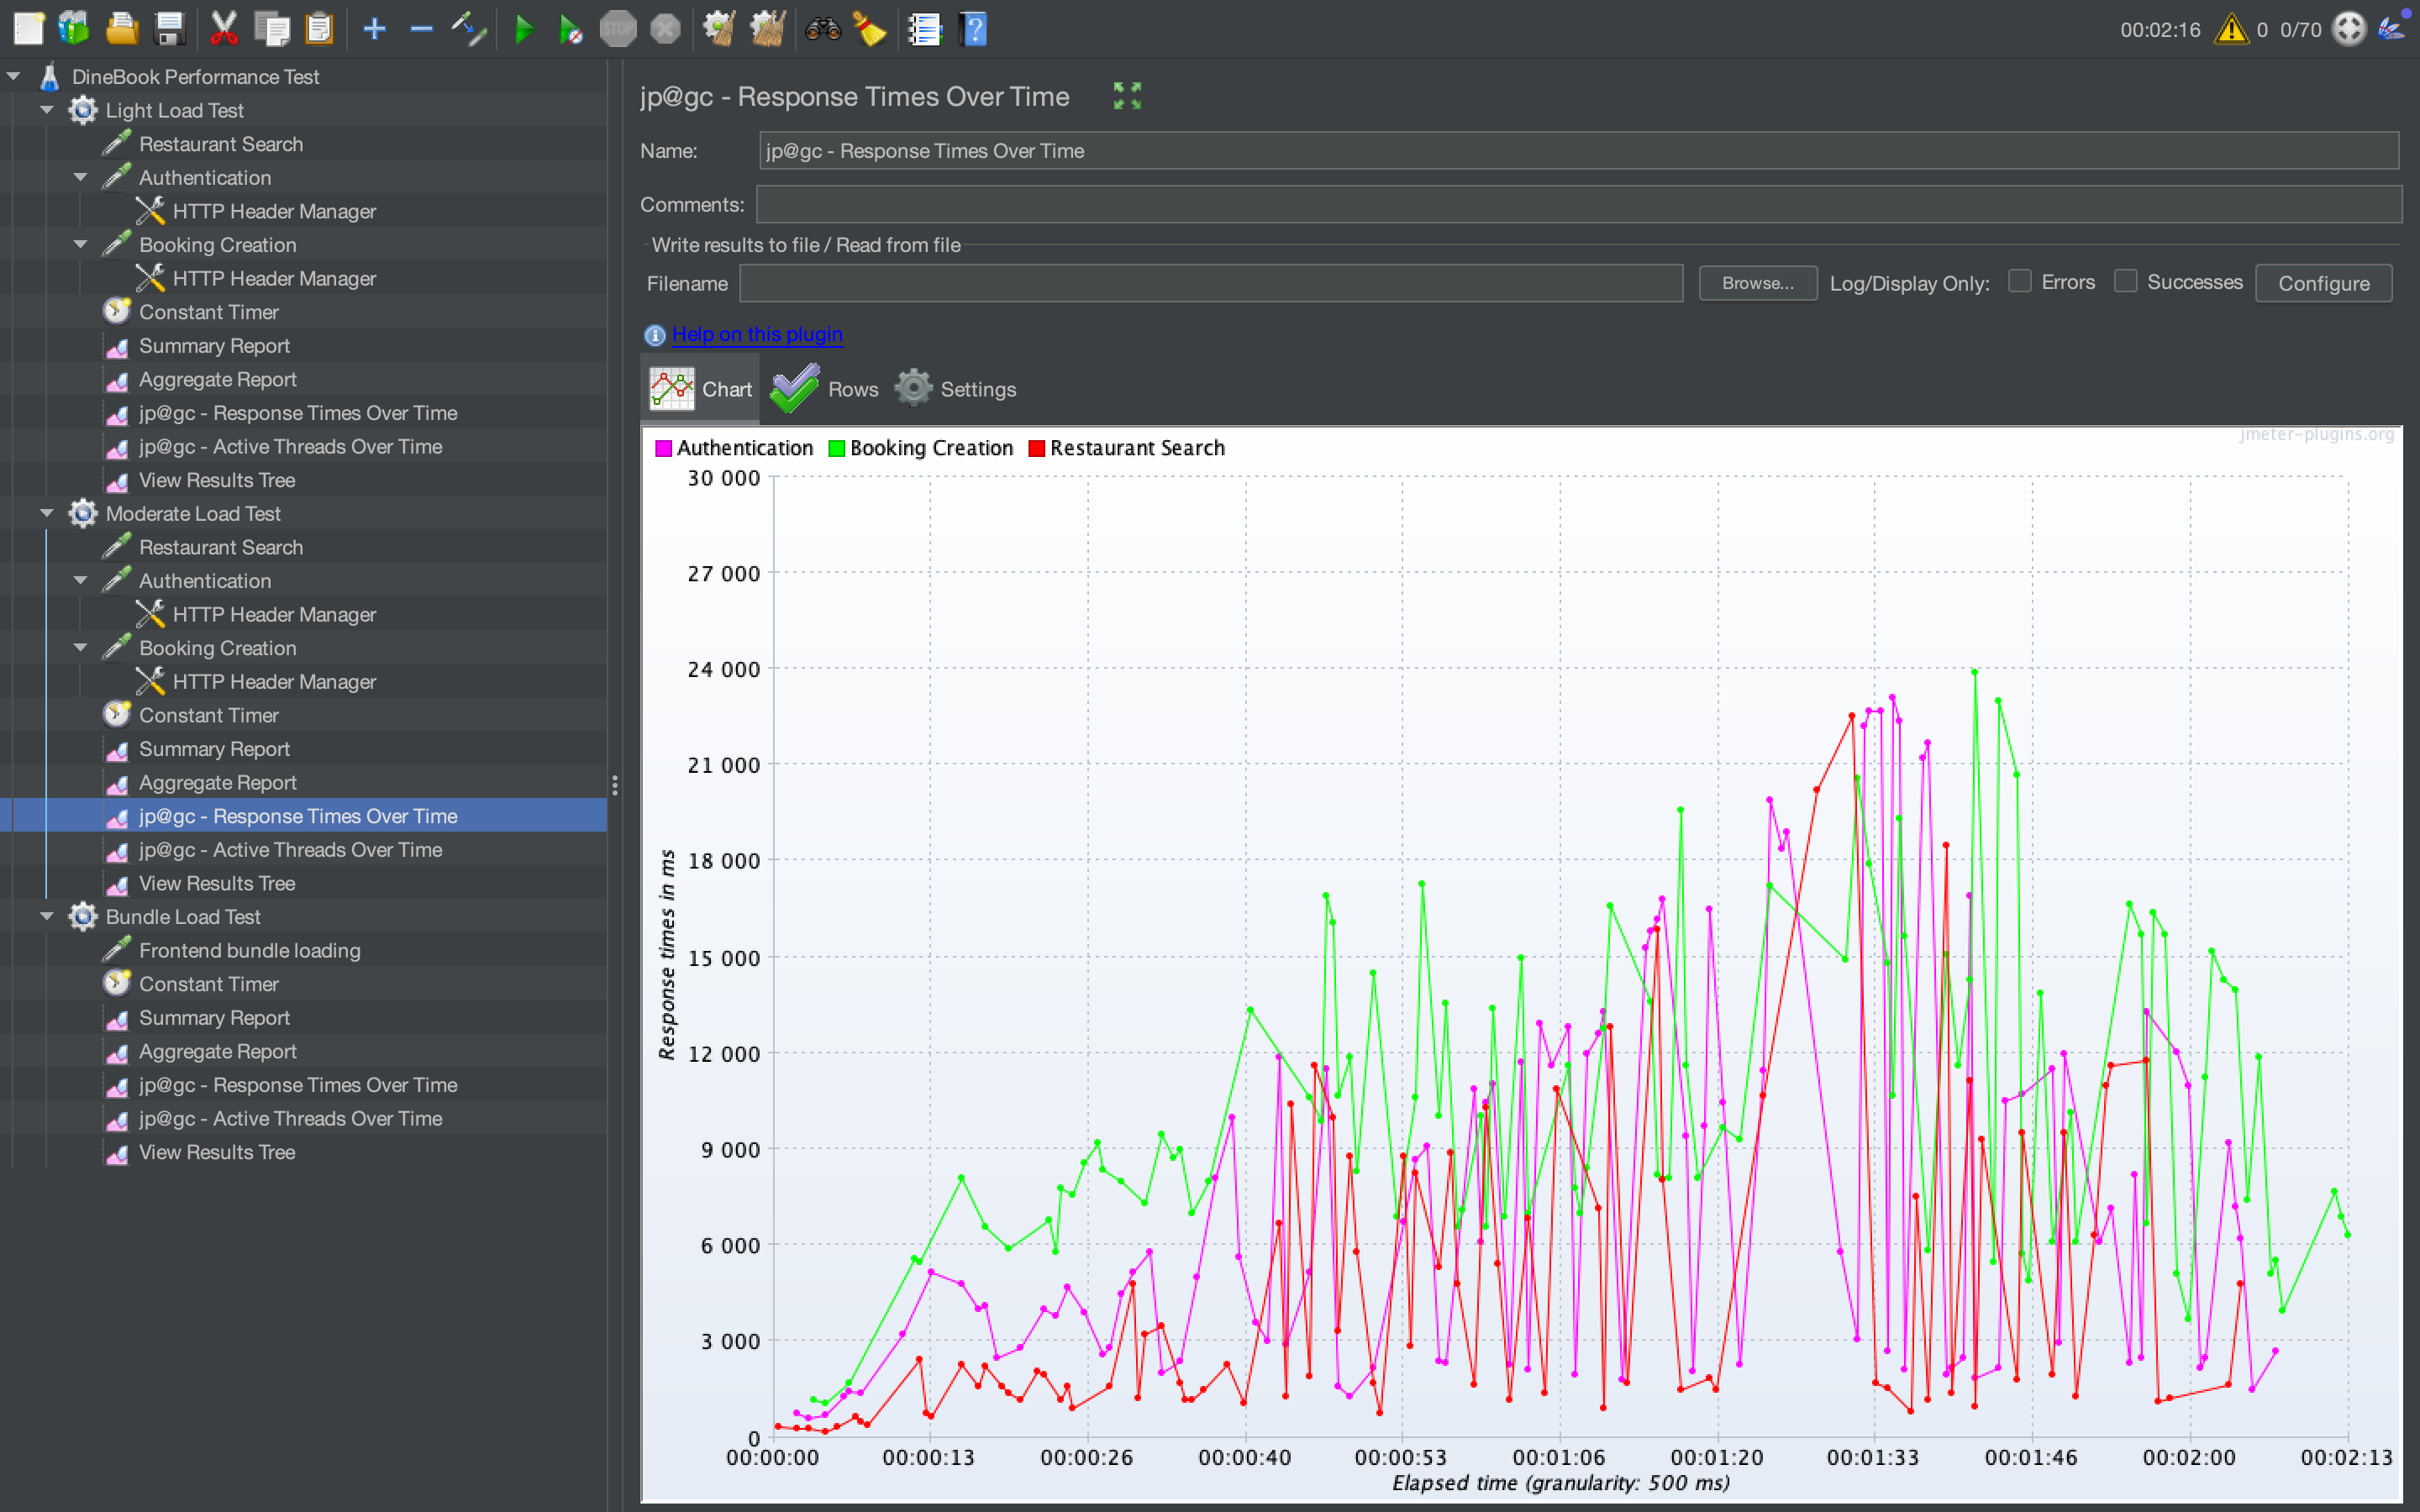 STOP
00:02:16 0 0/70
DineBook Performance Test
Light Load Test
Restaurant Search
Authentication
HTTP Header Manager
Booking Creation
HTTP Header Manager
Constant Timer
Summary Report
Aggregate Report
jp@gc - Response Times Over Time
jp@gc - Active Threads Over Time
View Results Tree
Moderate Load Test
Restaurant Search
Authentication
HTTP Header Manager
Booking Creation
HTTP Header Manager
Constant Timer
Summary Report
Aggregate Report
jp@gc - Response Times Over Time
jp@gc - Active Threads Over Time
View Results Tree
Bundle Load Test
Frontend bundle loading
Constant Timer
Summary Report
Aggregate Report
jp@gc - Response Times Over Time
jp@gc - Active Threads Over Time
View Results Tree
jp@gc - Response Times Over Time
Name: jp@gc - Response Times Over Time
Comments:
Write results to file / Read from file
Filename Browse... Log/Display Only: Errors Successes Configure
Help on this plugin
Chart Rows Settings
jmeter-plugins.org
Authentication Booking Creation Restaurant Search
30 000
27 000
24 000
21 000
18 000
15 000
12 000
9 000
6 000
3 000
0
Response times in ms
00:00:00 00:00:13 00:00:26 00:00:40 00:00:53 00:01:06 00:01:20 00:01:33 00:01:46 00:02:00 00:02:13
Elapsed time (granularity: 500 ms)